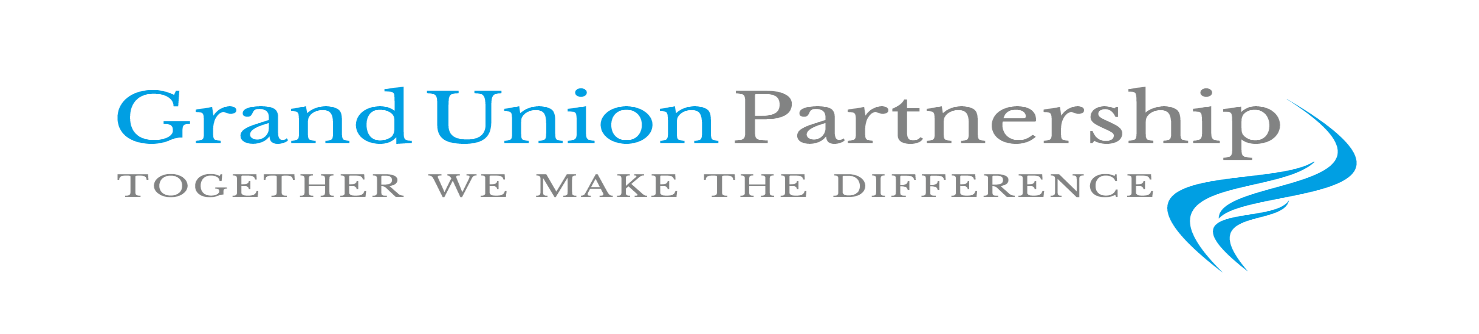 Grand Union Partnership
TOGETHER WE MAKE THE DIFFERENCE